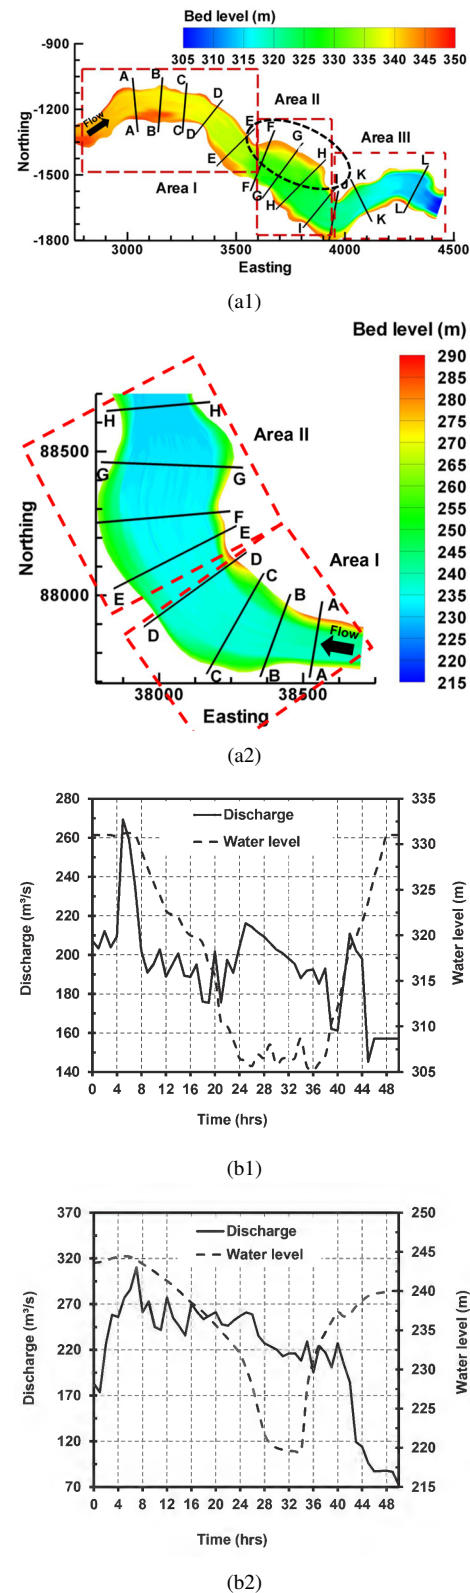 Bed level (m)
305 310 315 320 325 330 335 340 345 350
-900
-1200
-1500
-1800
Northing
Flow
A B C D
A B C D
E
E F G
F G H
H
I
J K
K
L
L
Area I
Area II
Area III
3000 3500 4000 4500
Easting
(a1)
Bed level (m)
290
285
280
275
270
265
260
255
250
245
240
235
230
225
220
215
88500
88000
Northing
H H
G G
F
E
E
D
D
C
C
B
B
A
A
Flow
Area II
Area I
38000 38500
Easting
(a2)
280
260
240
220
200
180
160
140
Discharge (m³/s)
Discharge
Water level
335
330
325
320
315
310
305
Water level (m)
0 4 8 12 16 20 24 28 32 36 40 44 48
Time (hrs)
(b1)
370
320
270
220
170
120
70
Discharge (m³/s)
Discharge
Water level
250
245
240
235
230
225
220
215
Water level (m)
0 4 8 12 16 20 24 28 32 36 40 44 48
Time (hrs)
(b2)